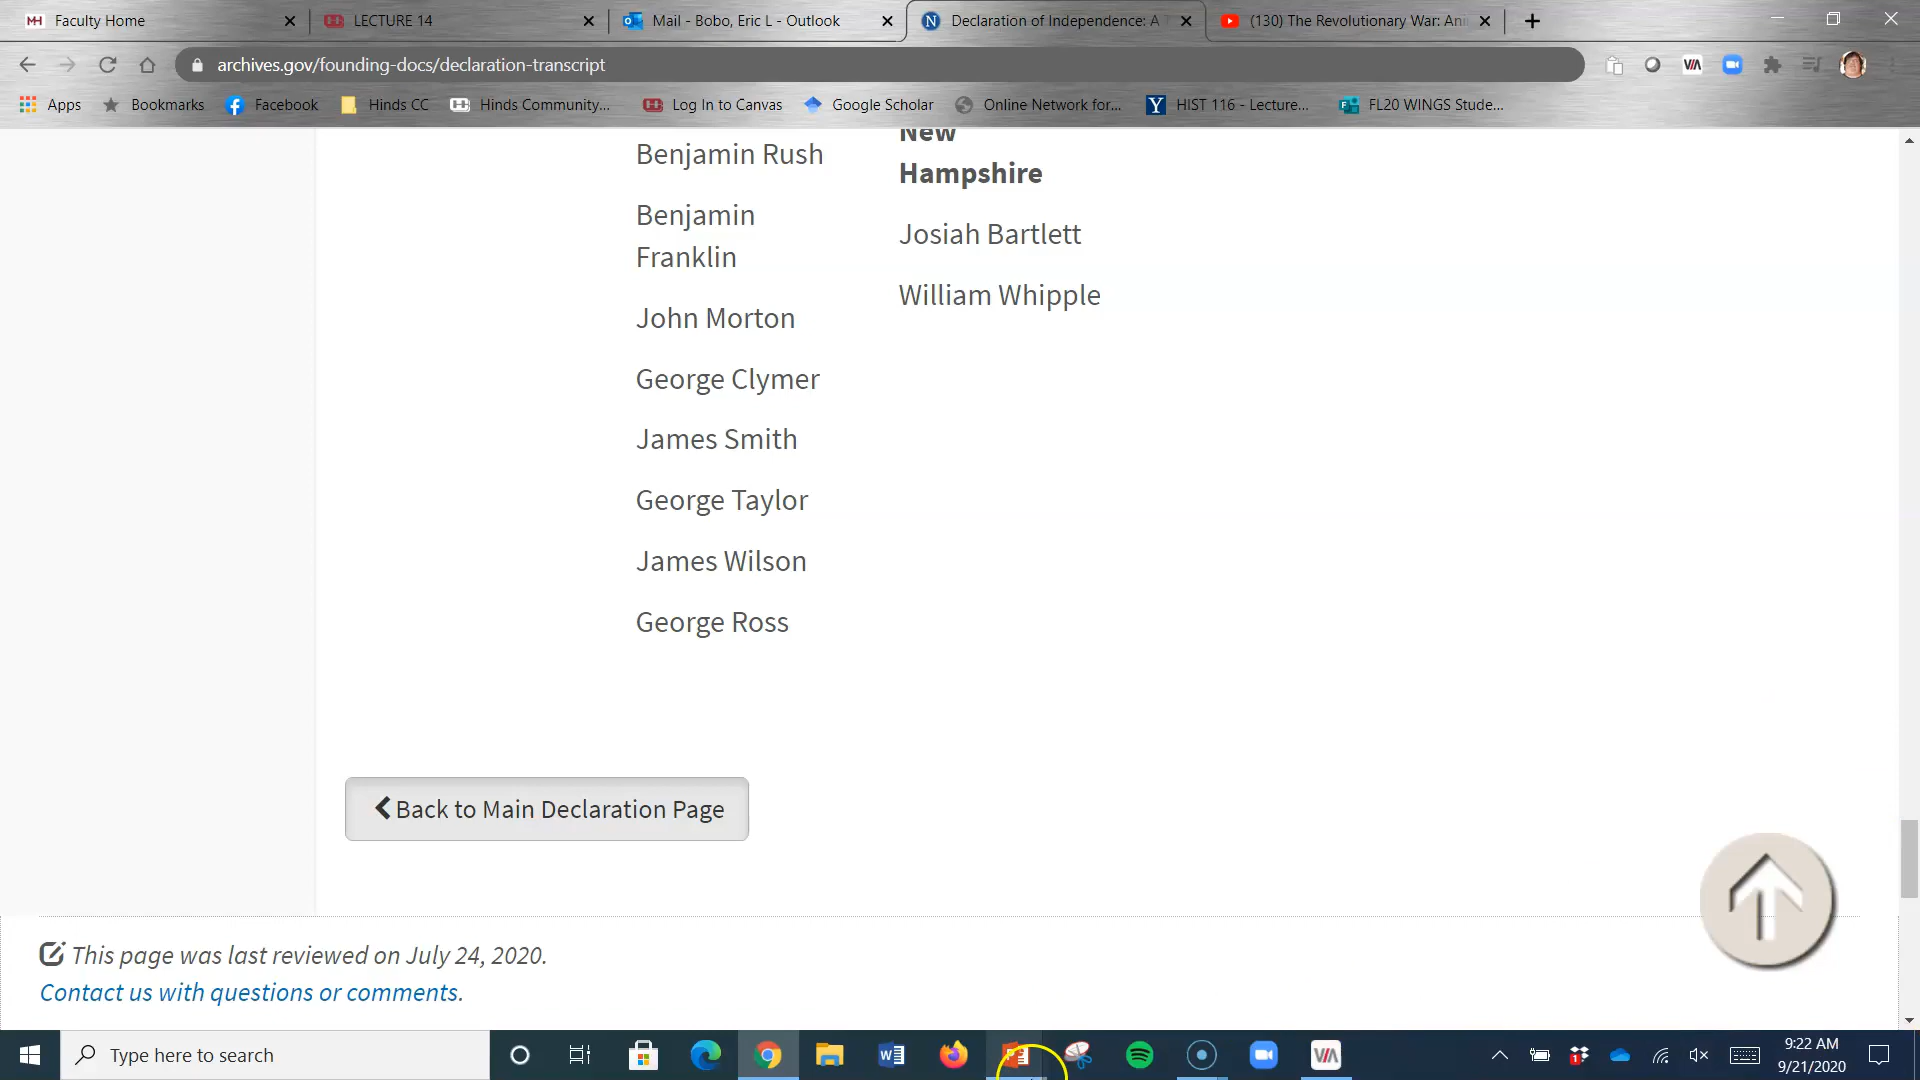 Faculty Home
LECTURE 14
Mail - Bobo, Eric L - Outlook
Declaration of Independence: A T
(130) The Revolutionary War: Ani
archives.gov/founding-docs/declaration-transcript
Apps
Bookmarks
Facebook
Hinds CC
Hinds Community...
Log In to Canvas
Google Scholar
Online Network for...
HIST 116 - Lecture...
FL20 WINGS Stude...
Benjamin Rush
Benjamin
Franklin
John Morton
George Clymer
James Smith
George Taylor
James Wilson
George Ross
New
Hampshire
Josiah Bartlett
William Whipple
Back to Main Declaration Page
This page was last reviewed on July 24, 2020.
Contact us with questions or comments.
Type here to search
9:22 AM
9/21/2020